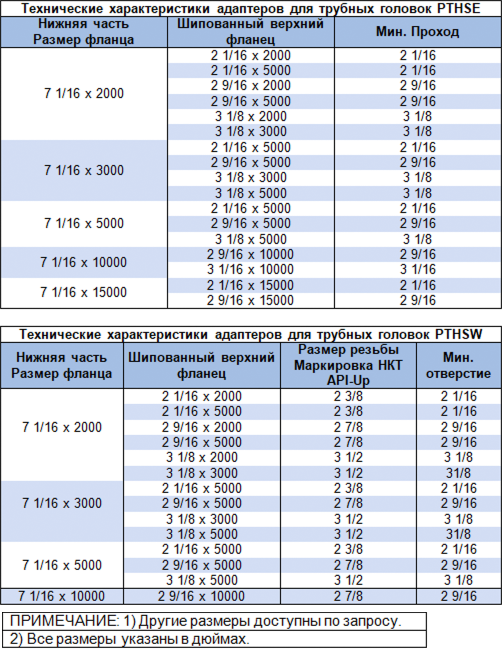 Технические характеристики адаптеров для трубных головок PTHSE
Нижняя часть Размер фланца | Шипованный верхний фланец | Мин. Проход
7 1/16 x 2000 | 2 1/16 x 2000 | 2 1/16
2 1/16 x 5000 | 2 1/16
2 9/16 x 2000 | 2 9/16
2 9/16 x 5000 | 2 9/16
3 1/8 x 2000 | 3 1/8
3 1/8 x 3000 | 3 1/8
7 1/16 x 3000 | 2 1/16 x 5000 | 2 1/16
2 9/16 x 5000 | 2 9/16
3 1/8 x 3000 | 3 1/8
3 1/8 x 5000 | 3 1/8
7 1/16 x 5000 | 2 1/16 x 5000 | 2 1/16
2 9/16 x 5000 | 2 9/16
3 1/8 x 5000 | 3 1/8
7 1/16 x 10000 | 2 9/16 x 10000 | 2 9/16
3 1/16 x 10000 | 3 1/16
7 1/16 x 15000 | 2 1/16 x 15000 | 2 1/16
2 9/16 x 15000 | 2 9/16
Технические характеристики адаптеров для трубных головок PTHSW
Нижняя часть Размер фланца | Шипованный верхний фланец | Размер резьбы Маркировка НКТ API-Up | Мин. отверстие
7 1/16 x 2000 | 2 1/16 x 2000 | 2 3/8 | 2 1/16
2 1/16 x 5000 | 2 3/8 | 2 1/16
2 9/16 x 2000 | 2 7/8 | 2 9/16
2 9/16 x 5000 | 2 7/8 | 2 9/16
3 1/8 x 2000 | 3 1/2 | 3 1/8
3 1/8 x 3000 | 3 1/2 | 31/8
7 1/16 x 3000 | 2 1/16 x 5000 | 2 3/8 | 2 1/16
2 9/16 x 5000 | 2 7/8 | 2 9/16
3 1/8 x 3000 | 3 1/2 | 3 1/8
3 1/8 x 5000 | 3 1/2 | 31/8
7 1/16 x 5000 | 2 1/16 x 5000 | 2 3/8 | 2 1/16
2 9/16 x 5000 | 2 7/8 | 2 9/16
3 1/8 x 5000 | 3 1/2 | 3 1/8
7 1/16 x 10000 | 2 9/16 x 10000 | 2 7/8 | 2 9/16
ПРИМЕЧАНИЕ: 1) Другие размеры доступны по запросу.
2) Все размеры указаны в дюймах.